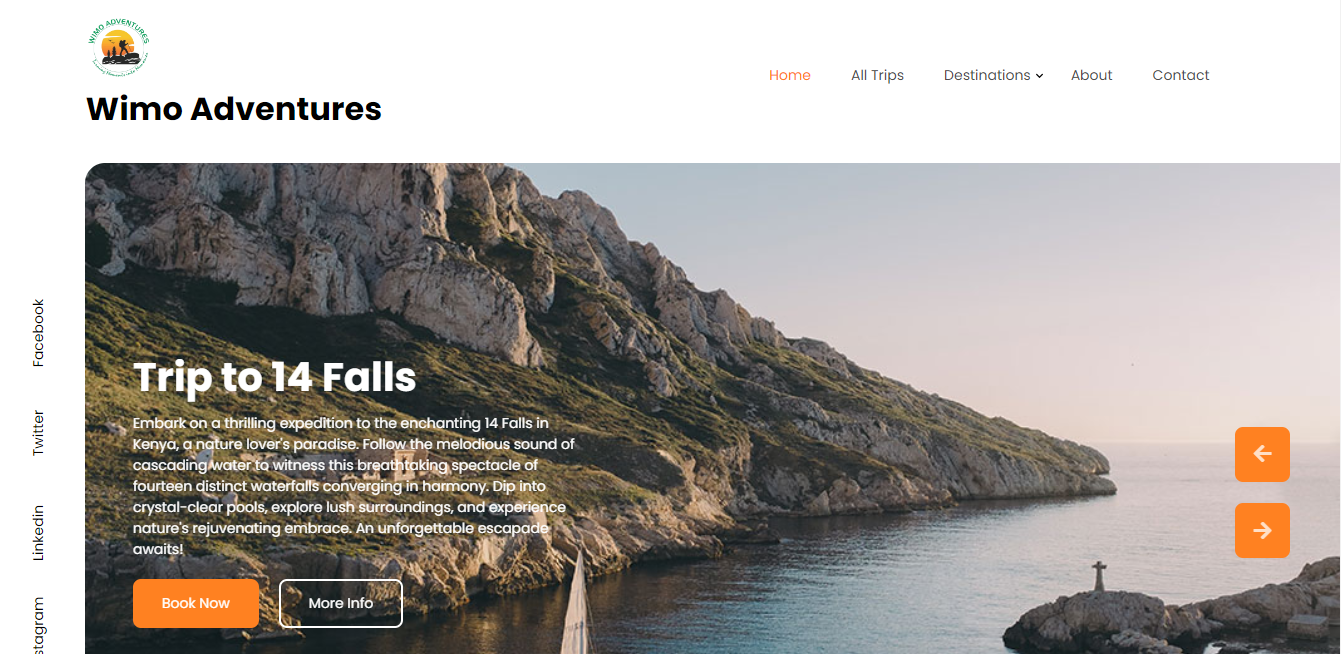 WIMO ADVENTURES
Wimo Adventures
Home
All Trips
Destinations
About
Contact
Facebook
Twitter
Linkedin
stagram
Trip to 14 Falls
Embark on a thrilling expedition to the enchanting 14 Falls in
Kenya, a nature lover's paradise. Follow the melodious sound of
cascading water to witness this breathtaking spectacle of
fourteen distinct waterfalls converging in harmony. Dip into
crystal-clear pools, explore lush surroundings, and experience
nature's rejuvenating embrace. An unforgettable escapade
awaits!
Book Now
More Info